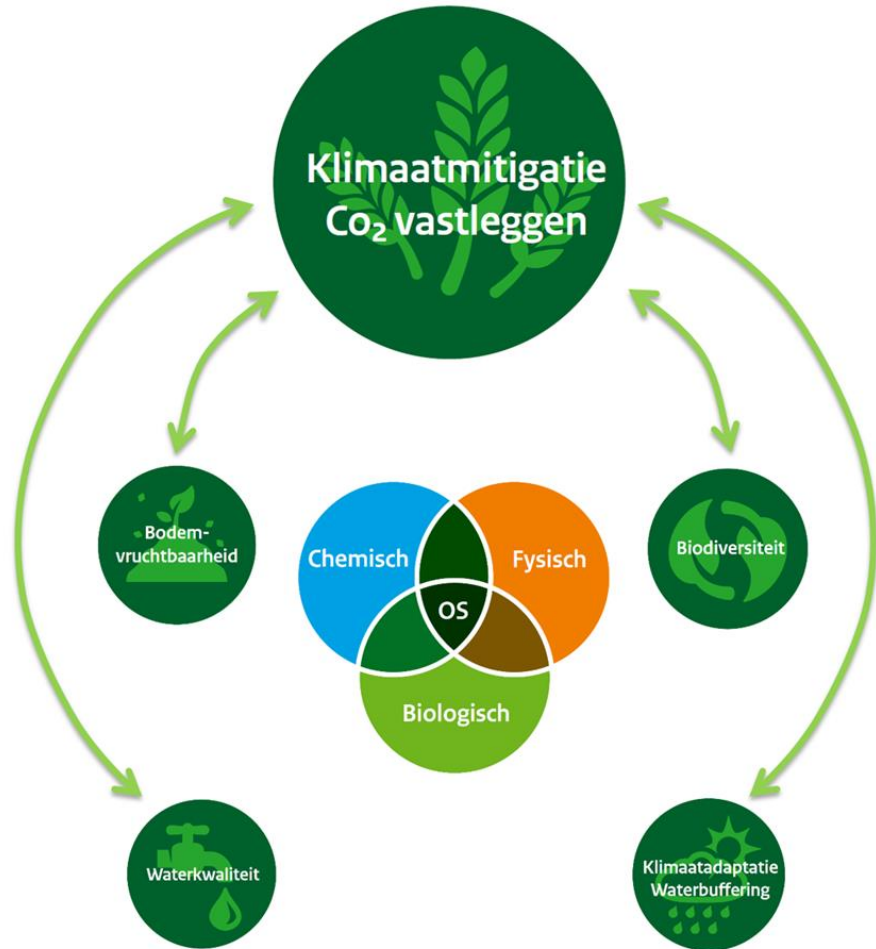 Klimaatmitigatie
Co₂ vastleggen
Bodem-
vruchtbaarheid
Chemisch
Fysisch
Biodiversiteit
OS
Biologisch
Waterkwaliteit
Klimaatadaptatie
Waterbuffering